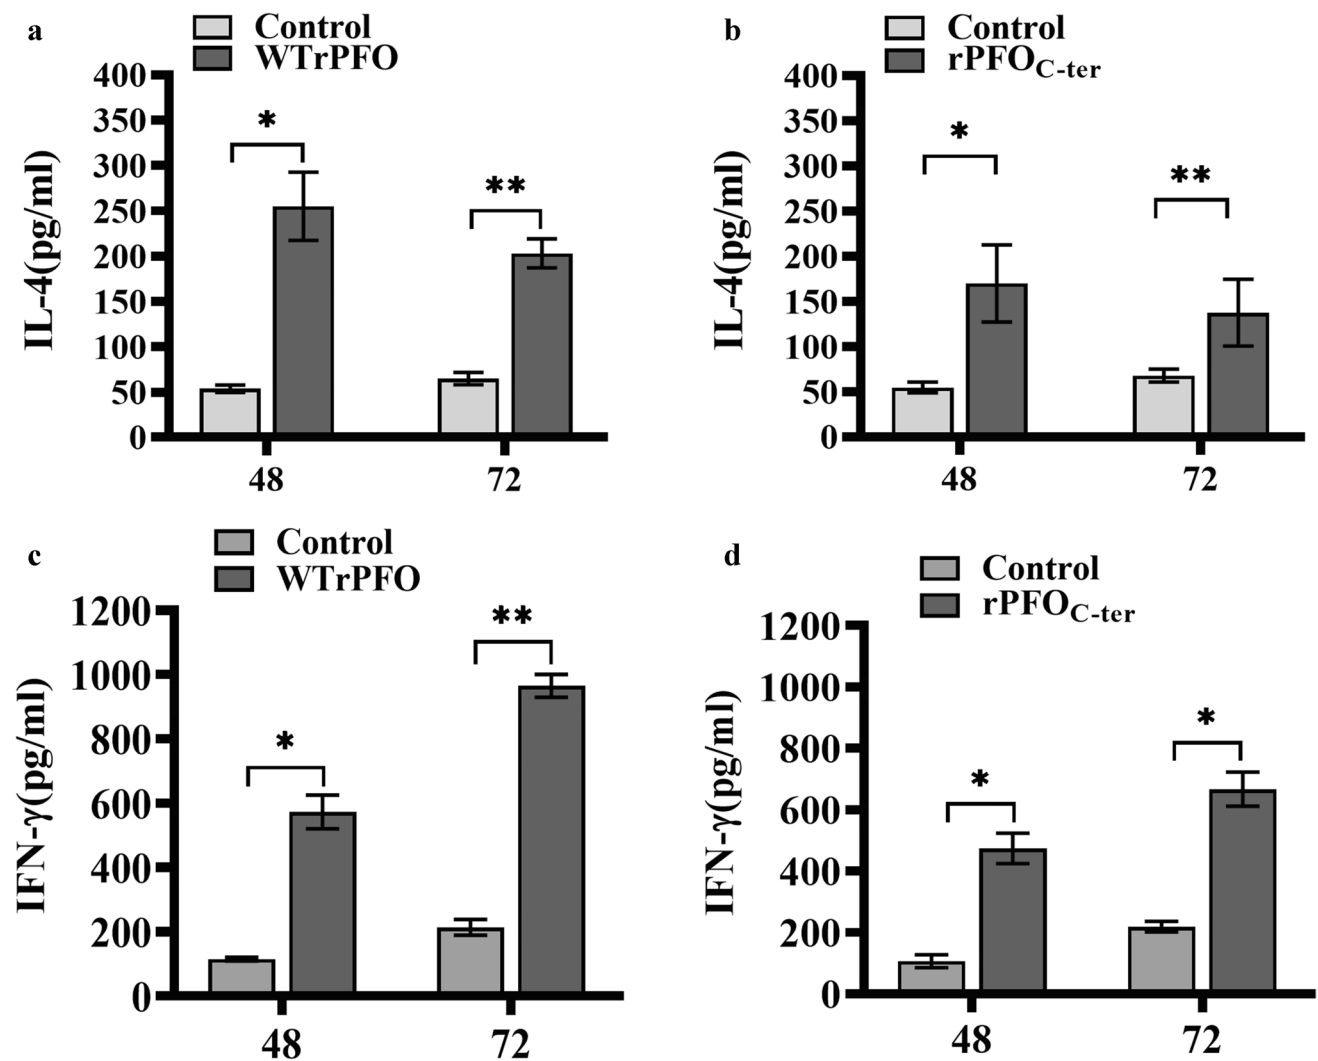 a
Control
WTrPFO
400
350
300
250
200
150
100
50
0
IL-4(pg/ml)
*
**
48 72
b
Control
rPFOC-ter
400
350
300
250
200
150
100
50
0
IL-4(pg/ml)
*
**
48 72
c
Control
WTrPFO
1200
1000
800
600
400
200
0
IFN-γ(pg/ml)
*
**
48 72
d
Control
rPFOC-ter
1200
1000
800
600
400
200
0
IFN-γ(pg/ml)
*
*
48 72